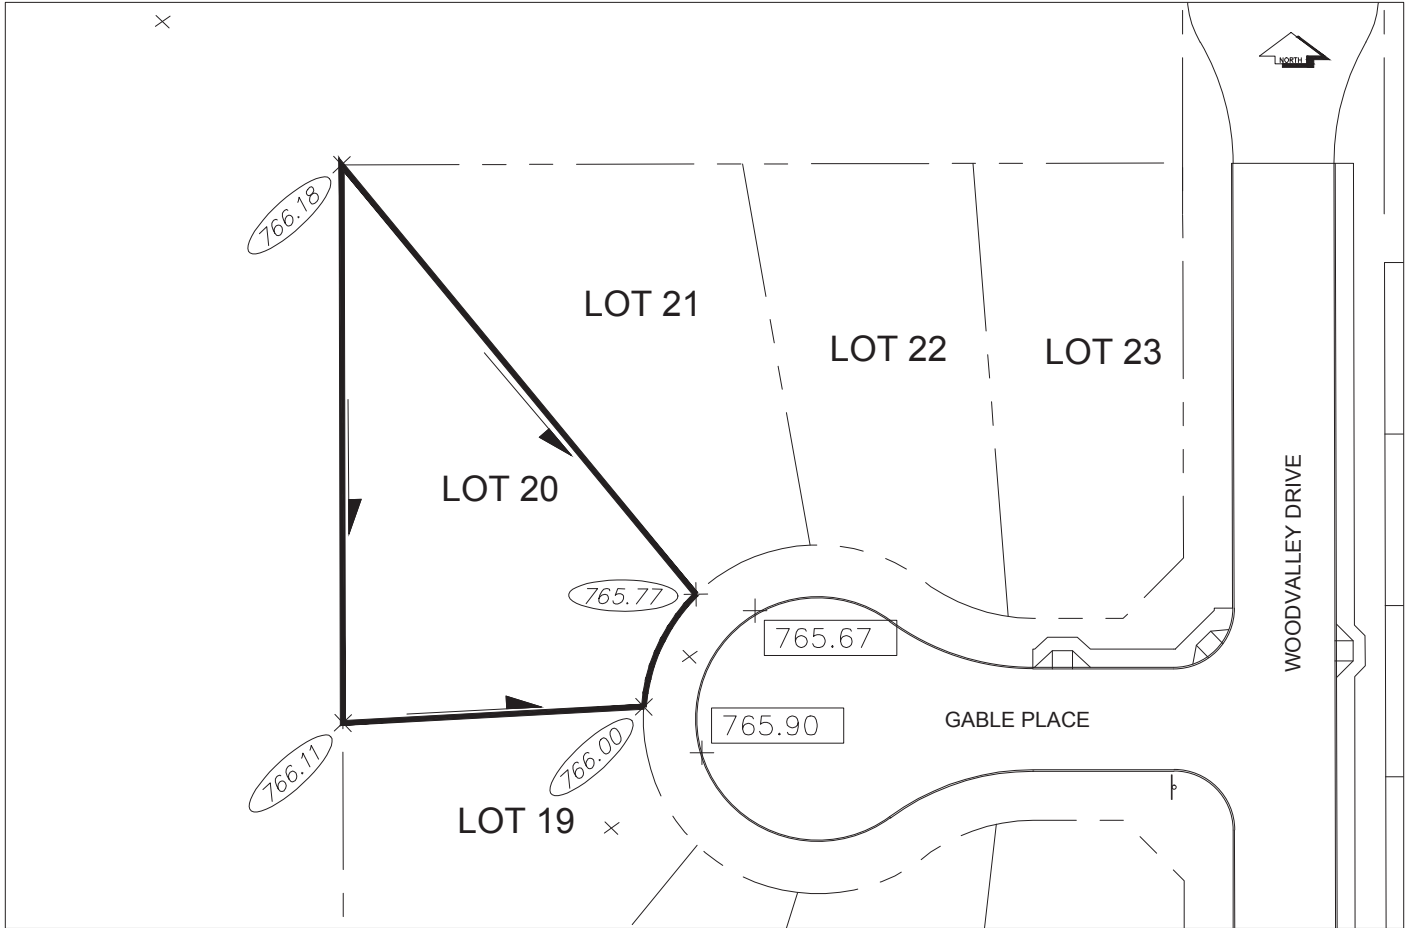 NORTH
766.18
LOT 21
LOT 22
LOT 23
LOT 20
WOODVALLEY DRIVE
765.77
765.67
766.11
766.00
765.90
GABLE PLACE
LOT 19